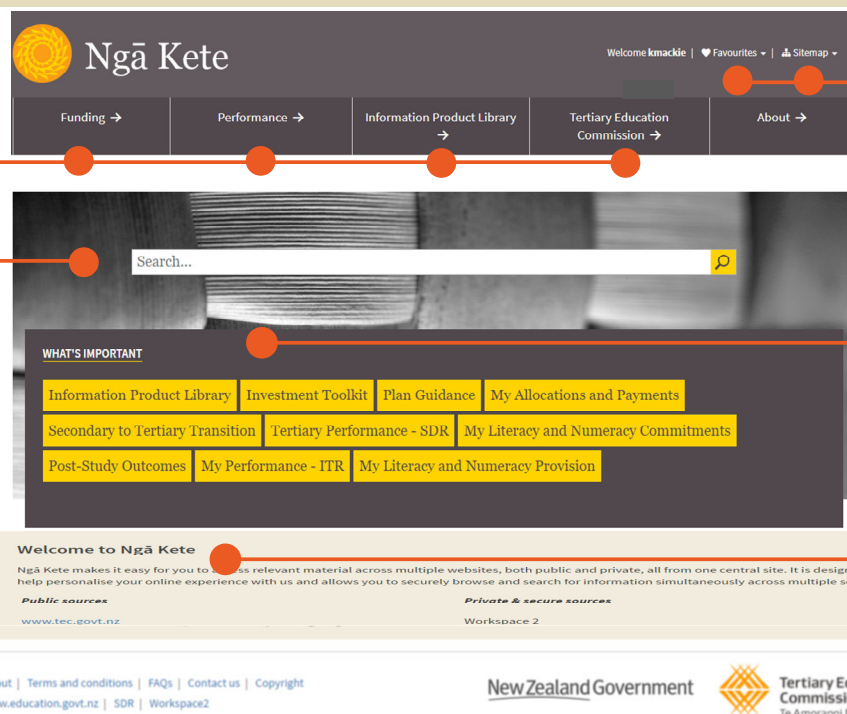 Ngā Kete
Welcome kmackie | Favourites | Sitemap
Funding → Performance → Information Product Library → Tertiary Education Commission → About →
Search...
WHAT'S IMPORTANT
Information Product Library Investment Toolkit Plan Guidance My Allocations and Payments
Secondary to Tertiary Transition Tertiary Performance - SDR My Literacy and Numeracy Commitments
Post-Study Outcomes My Performance - ITR My Literacy and Numeracy Provision
Welcome to Ngā Kete
Ngā Kete makes it easy for you to relevant material across multiple websites, both public and private, all from one central site. It is
help personalise your online experience with us and allows you to securely browse and search for information simultaneously across multiple
Public sources Private & secure sources
www.tec.govt.nz Workspace 2
Terms and conditions | FAQs | Contact us | Copyright
education.govt.nz | SDR | Workspace2
New Zealand Government
Tertiary